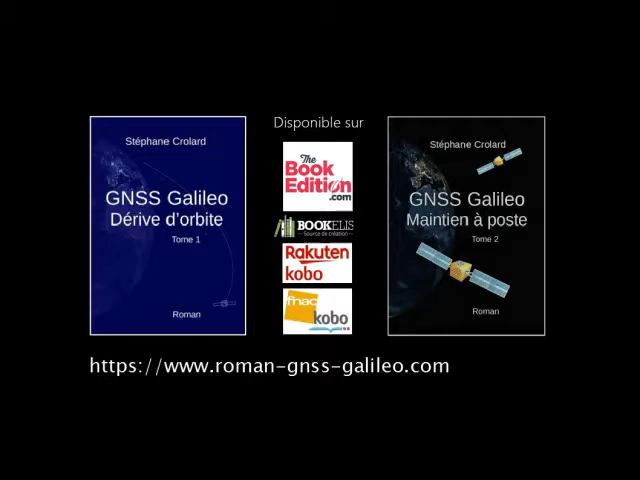 Stéphane Crolard
GNSS Galileo
Dérive d'orbite
Tome 1
Roman
Disponible sur
The
Book
Edition
.com
BOOKELIS
Source de création
Rakuten
kobo
fnac
kobo
Stéphane Crolard
GNSS Galileo
Maintien à poste
Tome 2
Roman
https://www.roman-gnss-galileo.com